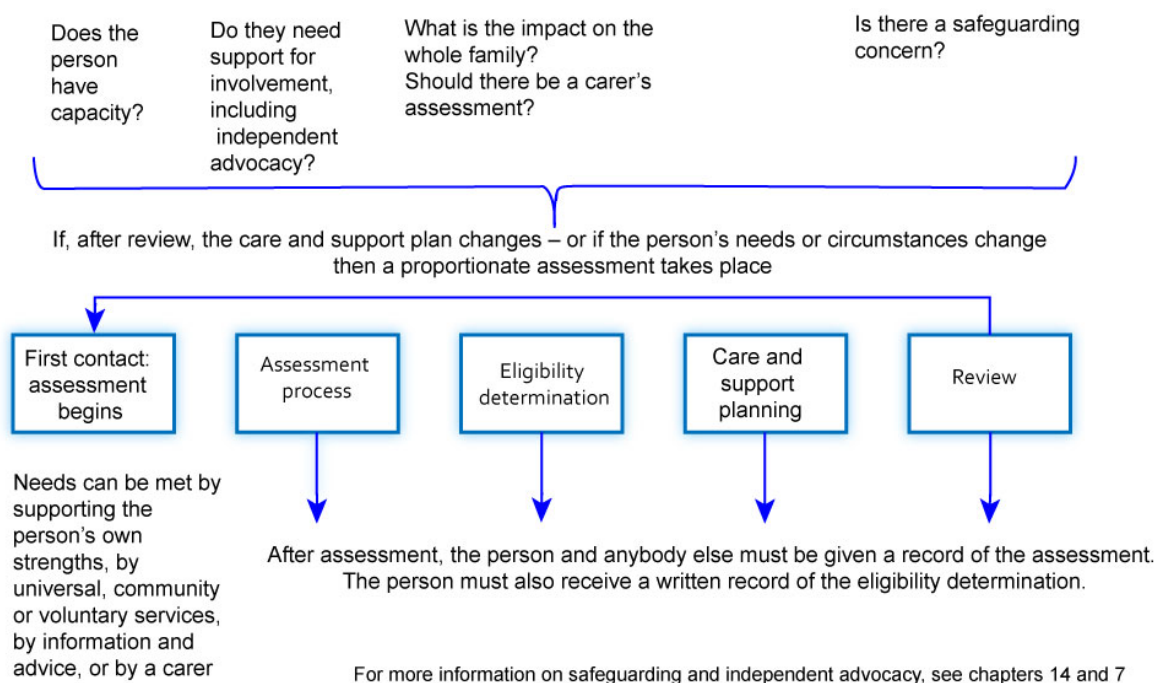 Does the
person
have
capacity?
Do they need
support for
involvement,
including
independent
advocacy?
What is the impact on the
whole family?
Should there be a carer's
assessment?
Is there a safeguarding
concern?
If, after review, the care and support plan changes – or if the person's needs or circumstances change
then a proportionate assessment takes place
First contact:
assessment
begins
Assessment
process
Eligibility
determination
Care and
support
planning
Review
Needs can be met by
supporting the
person's own
strengths, by
universal, community
or voluntary services,
by information and
advice, or by a carer
After assessment, the person and anybody else must be given a record of the assessment.
The person must also receive a written record of the eligibility determination.
For more information on safeguarding and independent advocacy, see chapters 14 and 7